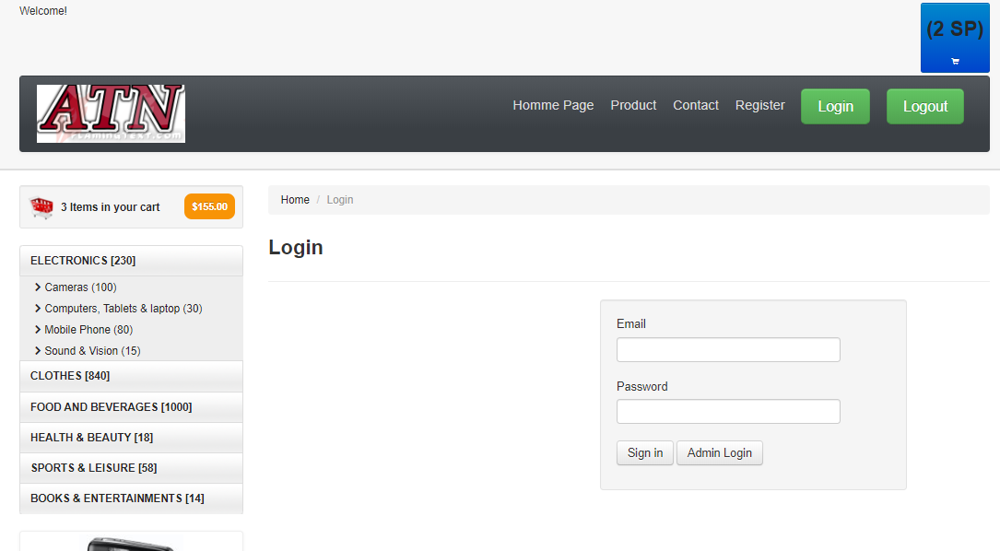 Welcome!
(2 SP)
ATN
FLAMINGTEXT.COM
Homme Page Product Contact Register Login Logout
3 Items in your cart $155.00
Home / Login
Login
ELECTRONICS [230]
Cameras (100)
Computers, Tablets & laptop (30)
Mobile Phone (80)
Sound & Vision (15)
CLOTHES [840]
FOOD AND BEVERAGES [1000]
HEALTH & BEAUTY [18]
SPORTS & LEISURE [58]
BOOKS & ENTERTAINMENTS [14]
Email
Password
Sign in Admin Login